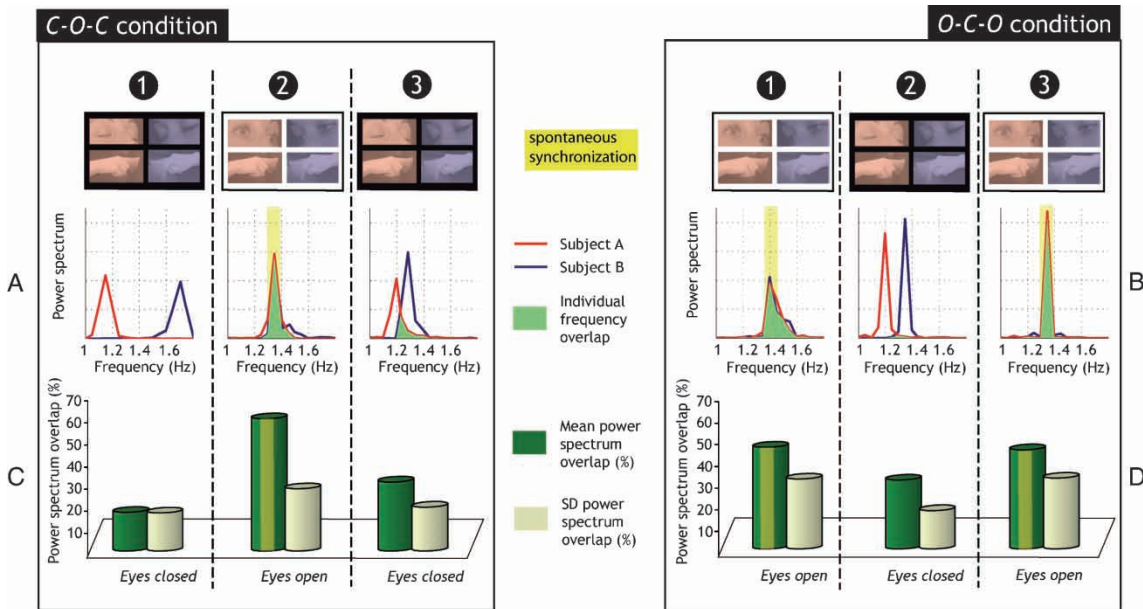 C-O-C condition
O-C-O condition
1
2
3
1
2
3
spontaneous
synchronization
A
Power spectrum
1 1.2 1.4 1.6
Frequency (Hz)
1 1.2 1.4 1.6
Frequency (Hz)
1 1.2 1.4 1.6
Frequency (Hz)
Subject A
Subject B
Individual
frequency
overlap
Power spectrum
1 1.2 1.4 1.6
Frequency (Hz)
1 1.2 1.4 1.6
Frequency (Hz)
1 1.2 1.4 1.6
Frequency (Hz)
B
C
Power spectrum overlap (%)
70
60
50
40
30
20
10
Eyes closed
Eyes open
Eyes closed
Mean power
spectrum
overlap (%)
SD power
spectrum
overlap (%)
Power spectrum overlap (%)
70
60
50
40
30
20
10
Eyes open
Eyes closed
Eyes open
D